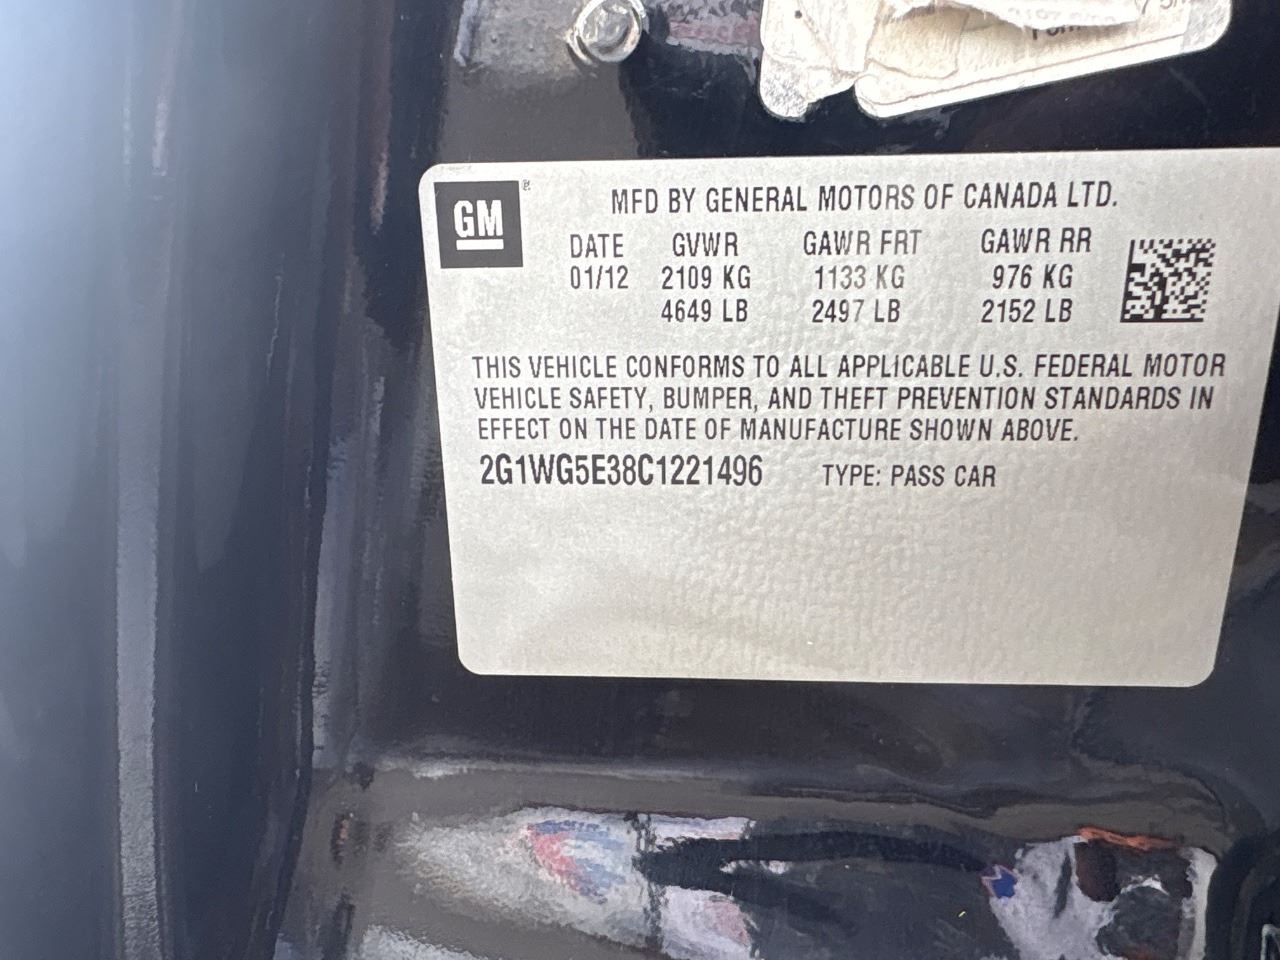 GM
MFD BY GENERAL MOTORS OF CANADA LTD.
DATE GVWR GAWR FRT GAWR RR
01/12 2109 KG 1133 KG 976 KG
4649 LB 2497 LB 2152 LB
THIS VEHICLE CONFORMS TO ALL APPLICABLE U.S. FEDERAL MOTOR
VEHICLE SAFETY, BUMPER, AND THEFT PREVENTION STANDARDS IN
EFFECT ON THE DATE OF MANUFACTURE SHOWN ABOVE.
2G1WG5E38C1221496 TYPE: PASS CAR